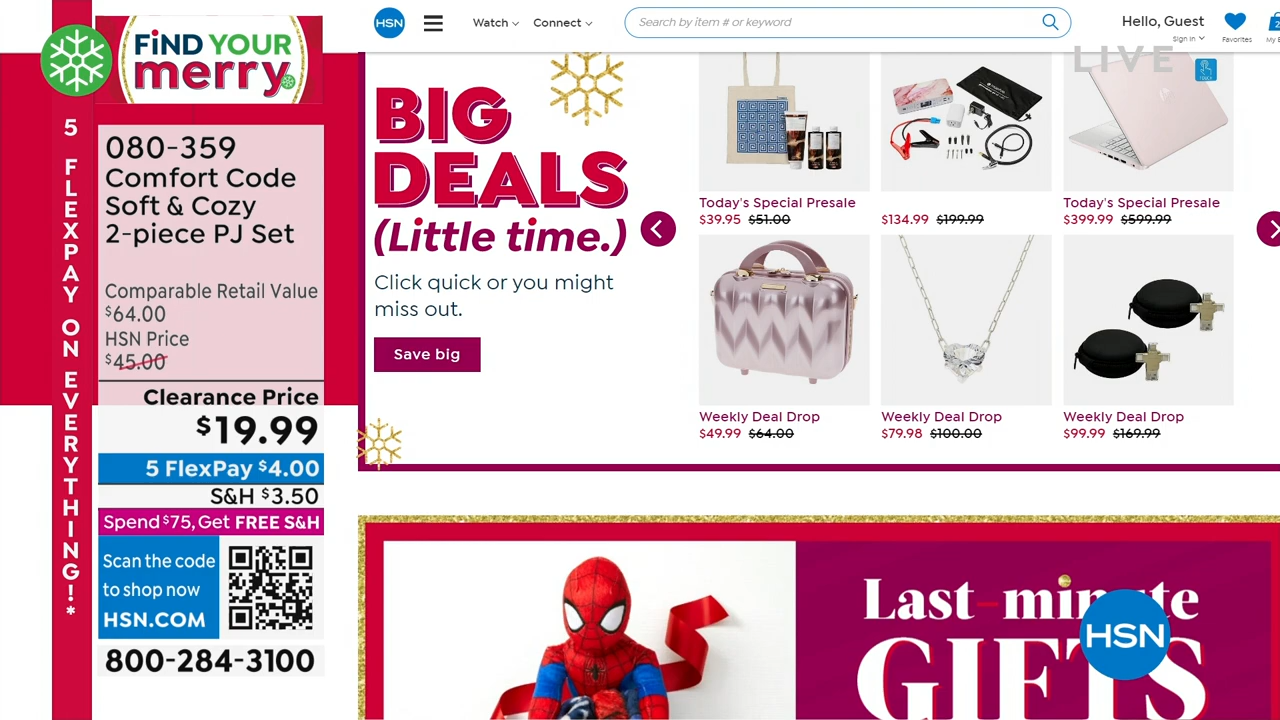 FiND YOUR
merry
5 FLEXPAY ON EVERYTHING!*
080-359
Comfort Code
Soft & Cozy
2-piece PJ Set
Comparable Retail Value
$64.00
HSN Price
$45.00
Clearance Price
$19.99
5 FlexPay $4.00
S&H $3.50
Spend $75, Get FREE S&H
Scan the code
to shop now
HSN.COM
800-284-3100
HSN
Watch
Connect
Search by item # or keyword
Hello, Guest
Sign In
Favorites
My
LIVE
BIG
DEALS
(Little time.)
Click quick or you might
miss out.
Save big
TOUCH
Today's Special Presale
$39.95 $51.00
$134.99 $199.99
Today's Special Presale
$399.99 $599.99
Weekly Deal Drop
$49.99 $64.00
Weekly Deal Drop
$79.98 $100.00
Weekly Deal Drop
$99.99 $169.99
Last-minute
GIFTS
HSN